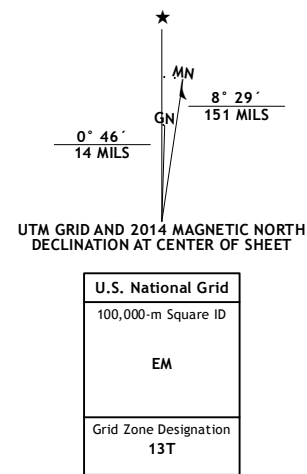 ★
MN
GN
8° 29´
151 MILS
0° 46´
14 MILS
UTM GRID AND 2014 MAGNETIC NORTH
DECLINATION AT CENTER OF SHEET
U.S. National Grid
100,000-m Square ID
EM
Grid Zone Designation
13T